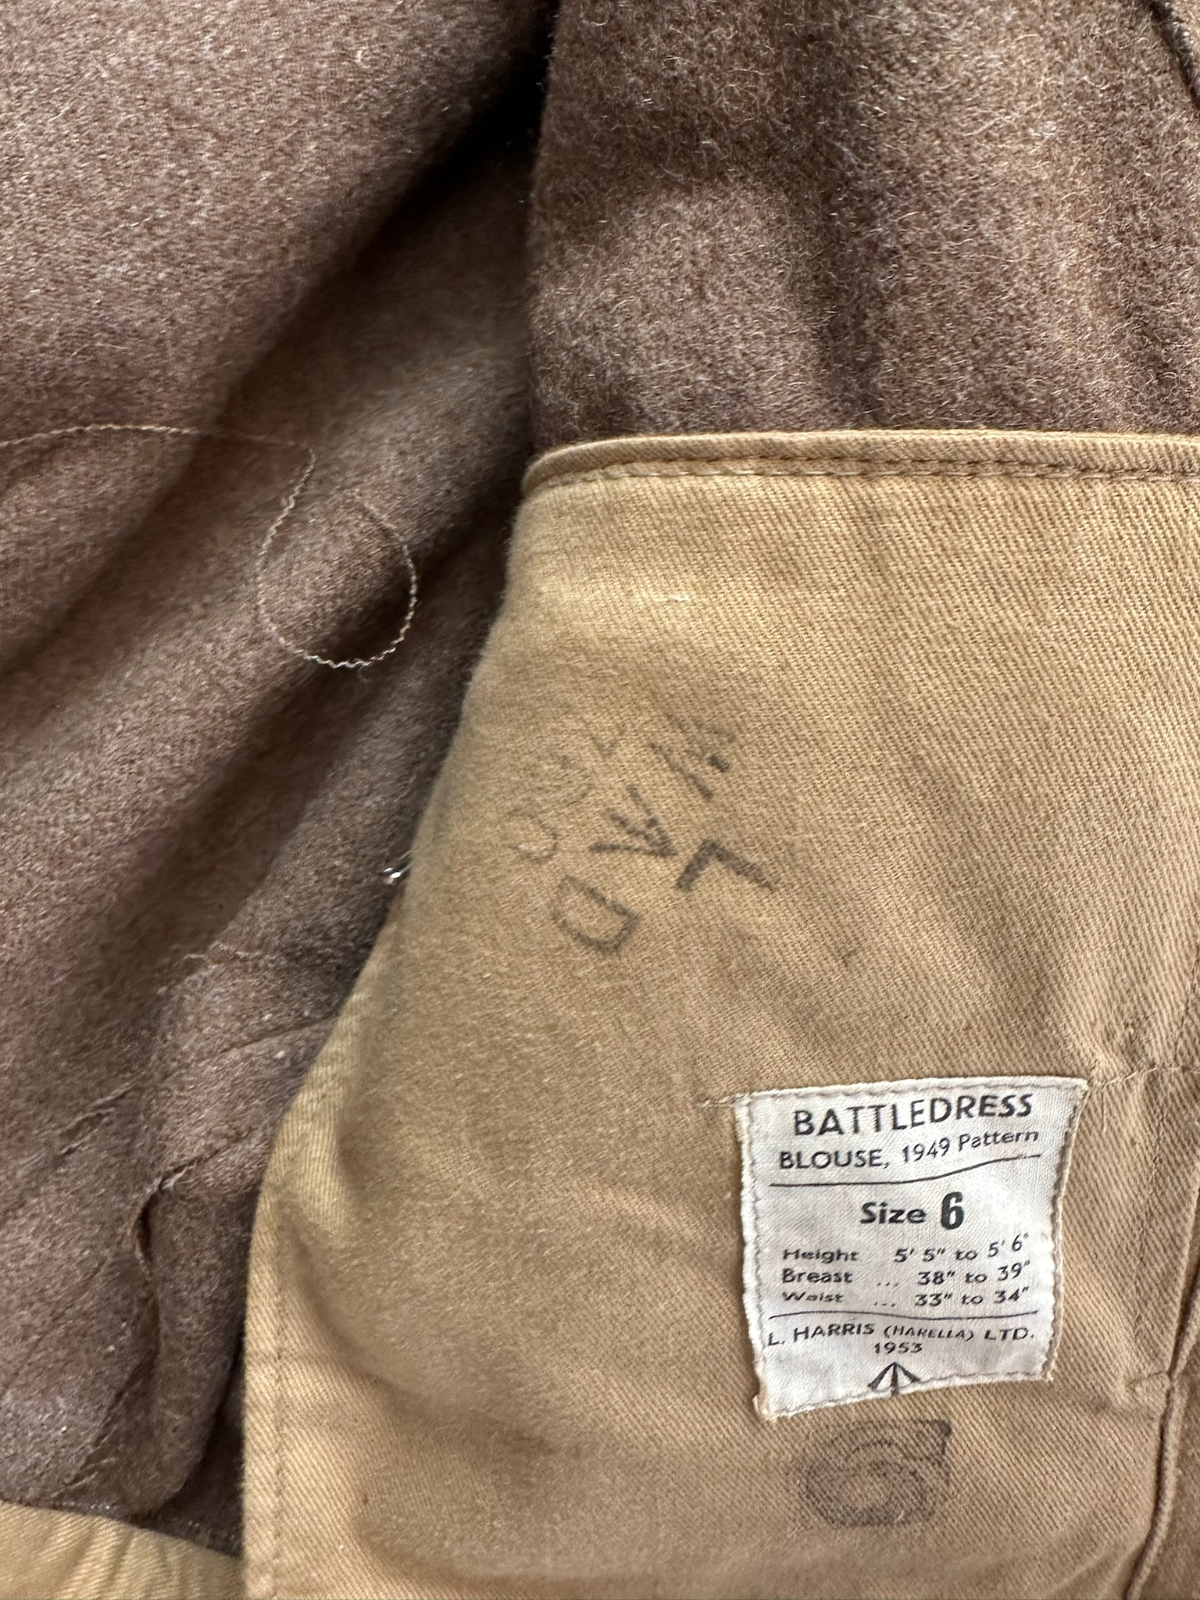 BATTLEDRESS
BLOUSE, 1949 Pattern
Size 6
Height 5' 5" to 5' 6"
Breast ... 38" to 39"
Waist ... 33" to 34"
L. HARRIS (HARELLA) LTD.
1953